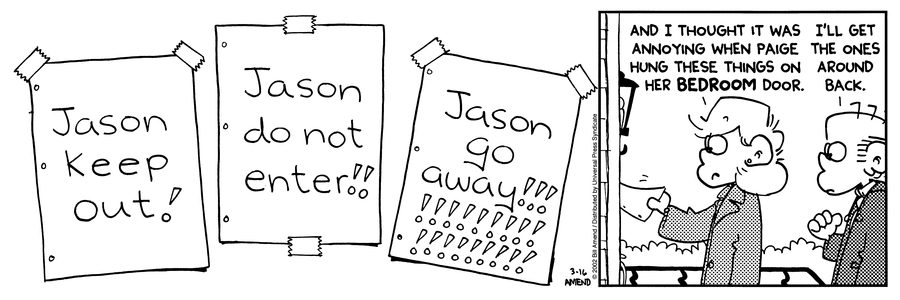 Jason
keep
out!
Jason
do not
enter!!
Jason
go
away!!!
!!!!!!!!!
!!!!!!!!!
3-16
AMEND
© 2002 Bill Amend / Distributed by Universal Press Syndicate
AND I THOUGHT IT WAS
ANNOYING WHEN PAIGE
HUNG THESE THINGS ON
HER BEDROOM DOOR.
I'LL GET
THE ONES
AROUND
BACK.